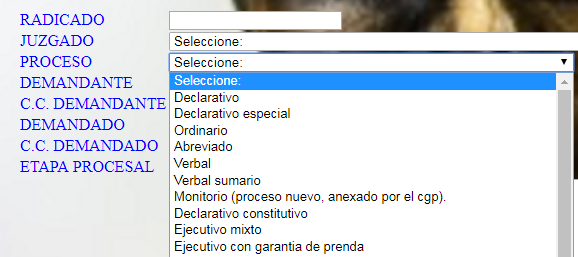 RADICADO
JUZGADO Seleccione:
PROCESO Seleccione:
DEMANDANTE Seleccione:
C.C. DEMANDANTE Declarativo
DEMANDADO Declarativo especial
C.C. DEMANDADO Ordinario
ETAPA PROCESAL Abreviado
Verbal
Verbal sumario
Monitorio (proceso nuevo, anexado por el cgp).
Declarativo constitutivo
Ejecutivo mixto
Ejecutivo con garantia de prenda